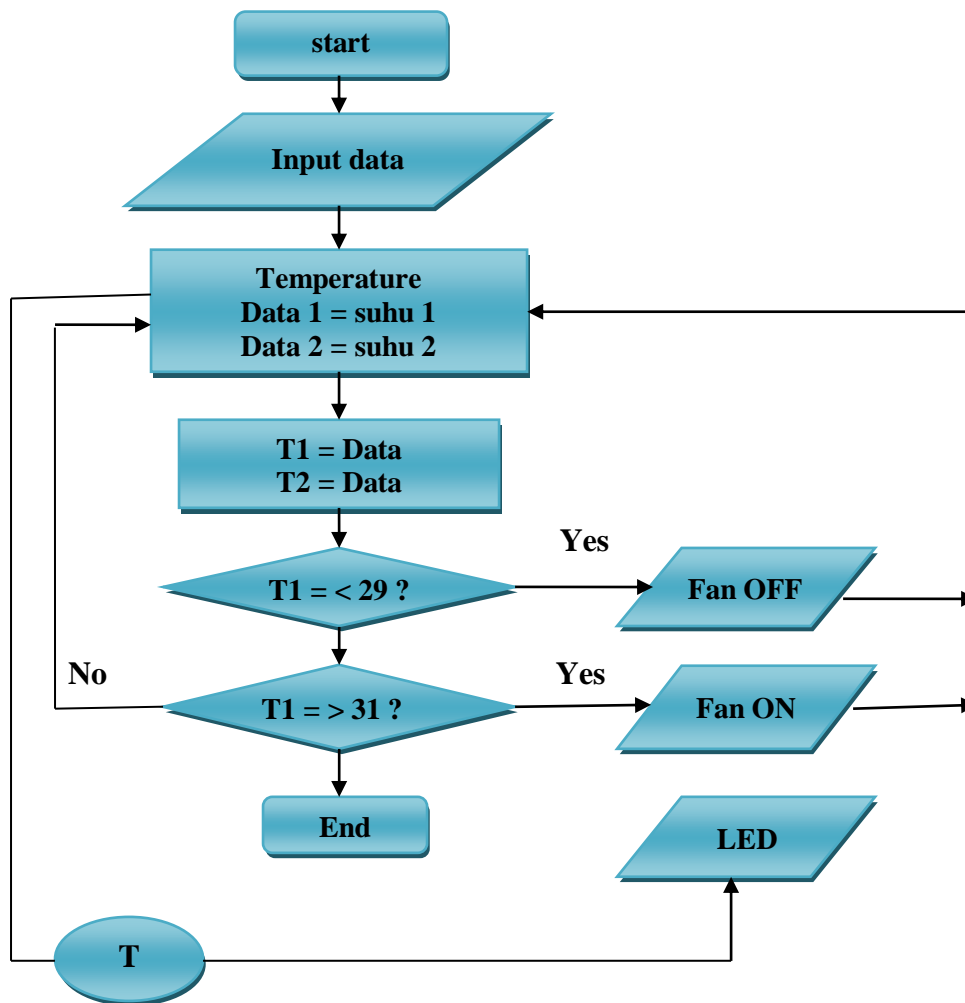 start
Input data
Temperature
Data 1 = suhu 1
Data 2 = suhu 2
T1 = Data
T2 = Data
Yes
T1 = < 29 ?
Fan OFF
No
Yes
T1 = > 31 ?
Fan ON
End
LED
T